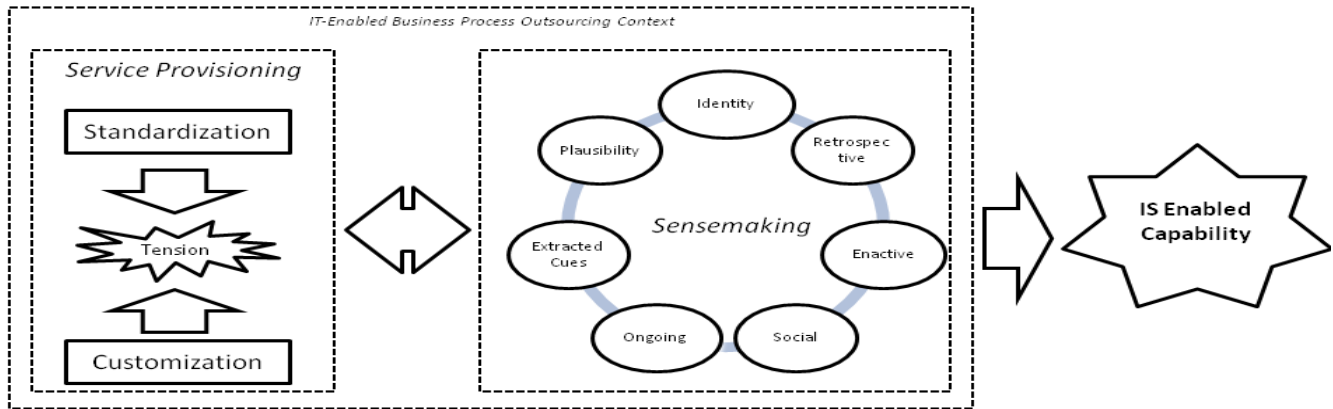 IT-Enabled Business Process Outsourcing Context
Service Provisioning
Standardization
Tension
Customization
Identity
Plausibility
Retrospec
tive
Sensemaking
Extracted
Cues
Enactive
Ongoing
Social
IS Enabled
Capability